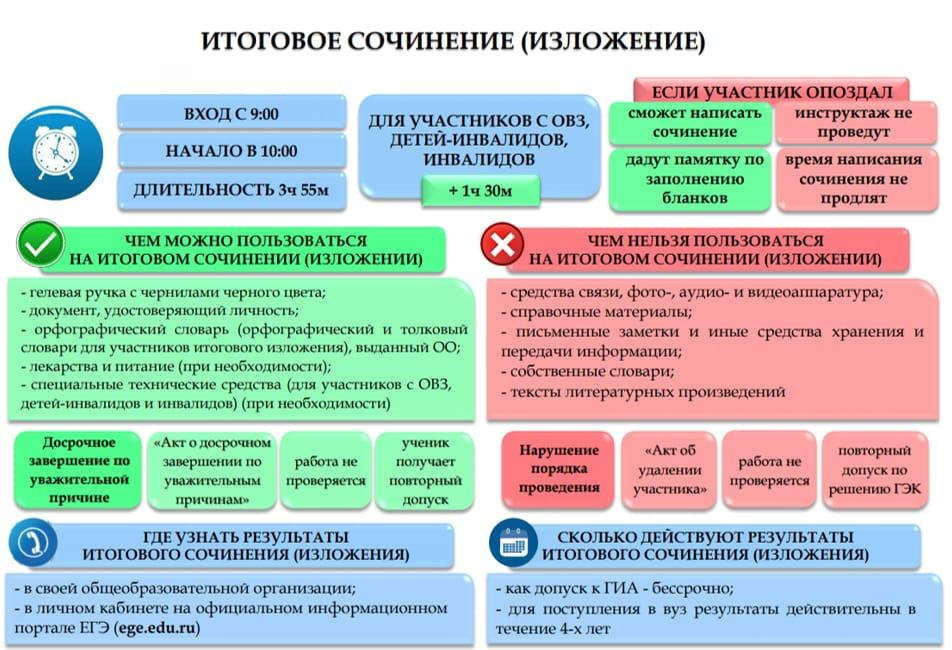 ИТОГОВОЕ СОЧИНЕНИЕ (ИЗЛОЖЕНИЕ)
ВХОД С 9:00
НАЧАЛО В 10:00
ДЛИТЕЛЬНОСТЬ 3ч 55м
ДЛЯ УЧАСТНИКОВ С ОВЗ,
ДЕТЕЙ-ИНВАЛИДОВ,
ИНВАЛИДОВ
+ 1ч 30м
ЕСЛИ УЧАСТНИК ОПОЗДАЛ
сможет написать
сочинение
инструктаж не
проведут
дадут памятку по
заполнению
бланков
время написания
сочинения не
продлят
ЧЕМ МОЖНО ПОЛЬЗОВАТЬСЯ
НА ИТОГОВОМ СОЧИНЕНИИ (ИЗЛОЖЕНИИ)
- гелевая ручка с чернилами черного цвета;
- документ, удостоверяющий личность;
- орфографический словарь (орфографический и толковый
словари для участников итогового изложения), выданный ОО;
- лекарства и питание (при необходимости);
- специальные технические средства (для участников с ОВЗ,
детей-инвалидов и инвалидов) (при необходимости)
ЧЕМ НЕЛЬЗЯ ПОЛЬЗОВАТЬСЯ
НА ИТОГОВОМ СОЧИНЕНИИ (ИЗЛОЖЕНИИ)
- средства связи, фото-, аудио- и видеоаппаратура;
- справочные материалы;
- письменные заметки и иные средства хранения и
передачи информации;
- собственные словари;
- тексты литературных произведений
Досрочное
завершение по
уважительной
причине
«Акт о досрочном
завершении по
уважительным
причинам»
работа не
проверяется
ученик
получает
повторный
допуск
Нарушение
порядка
проведения
«Акт об
удалении
участника»
работа не
проверяется
повторный
допуск по
решению ГЭК
ГДЕ УЗНАТЬ РЕЗУЛЬТАТЫ
ИТОГОВОГО СОЧИНЕНИЯ (ИЗЛОЖЕНИЯ)
- в своей общеобразовательной организации;
- в личном кабинете на официальном информационном
портале ЕГЭ (ege.edu.ru)
СКОЛЬКО ДЕЙСТВУЮТ РЕЗУЛЬТАТЫ
ИТОГОВОГО СОЧИНЕНИЯ (ИЗЛОЖЕНИЯ)
- как допуск к ГИА - бессрочно;
- для поступления в вуз результаты действительны в
течение 4-х лет